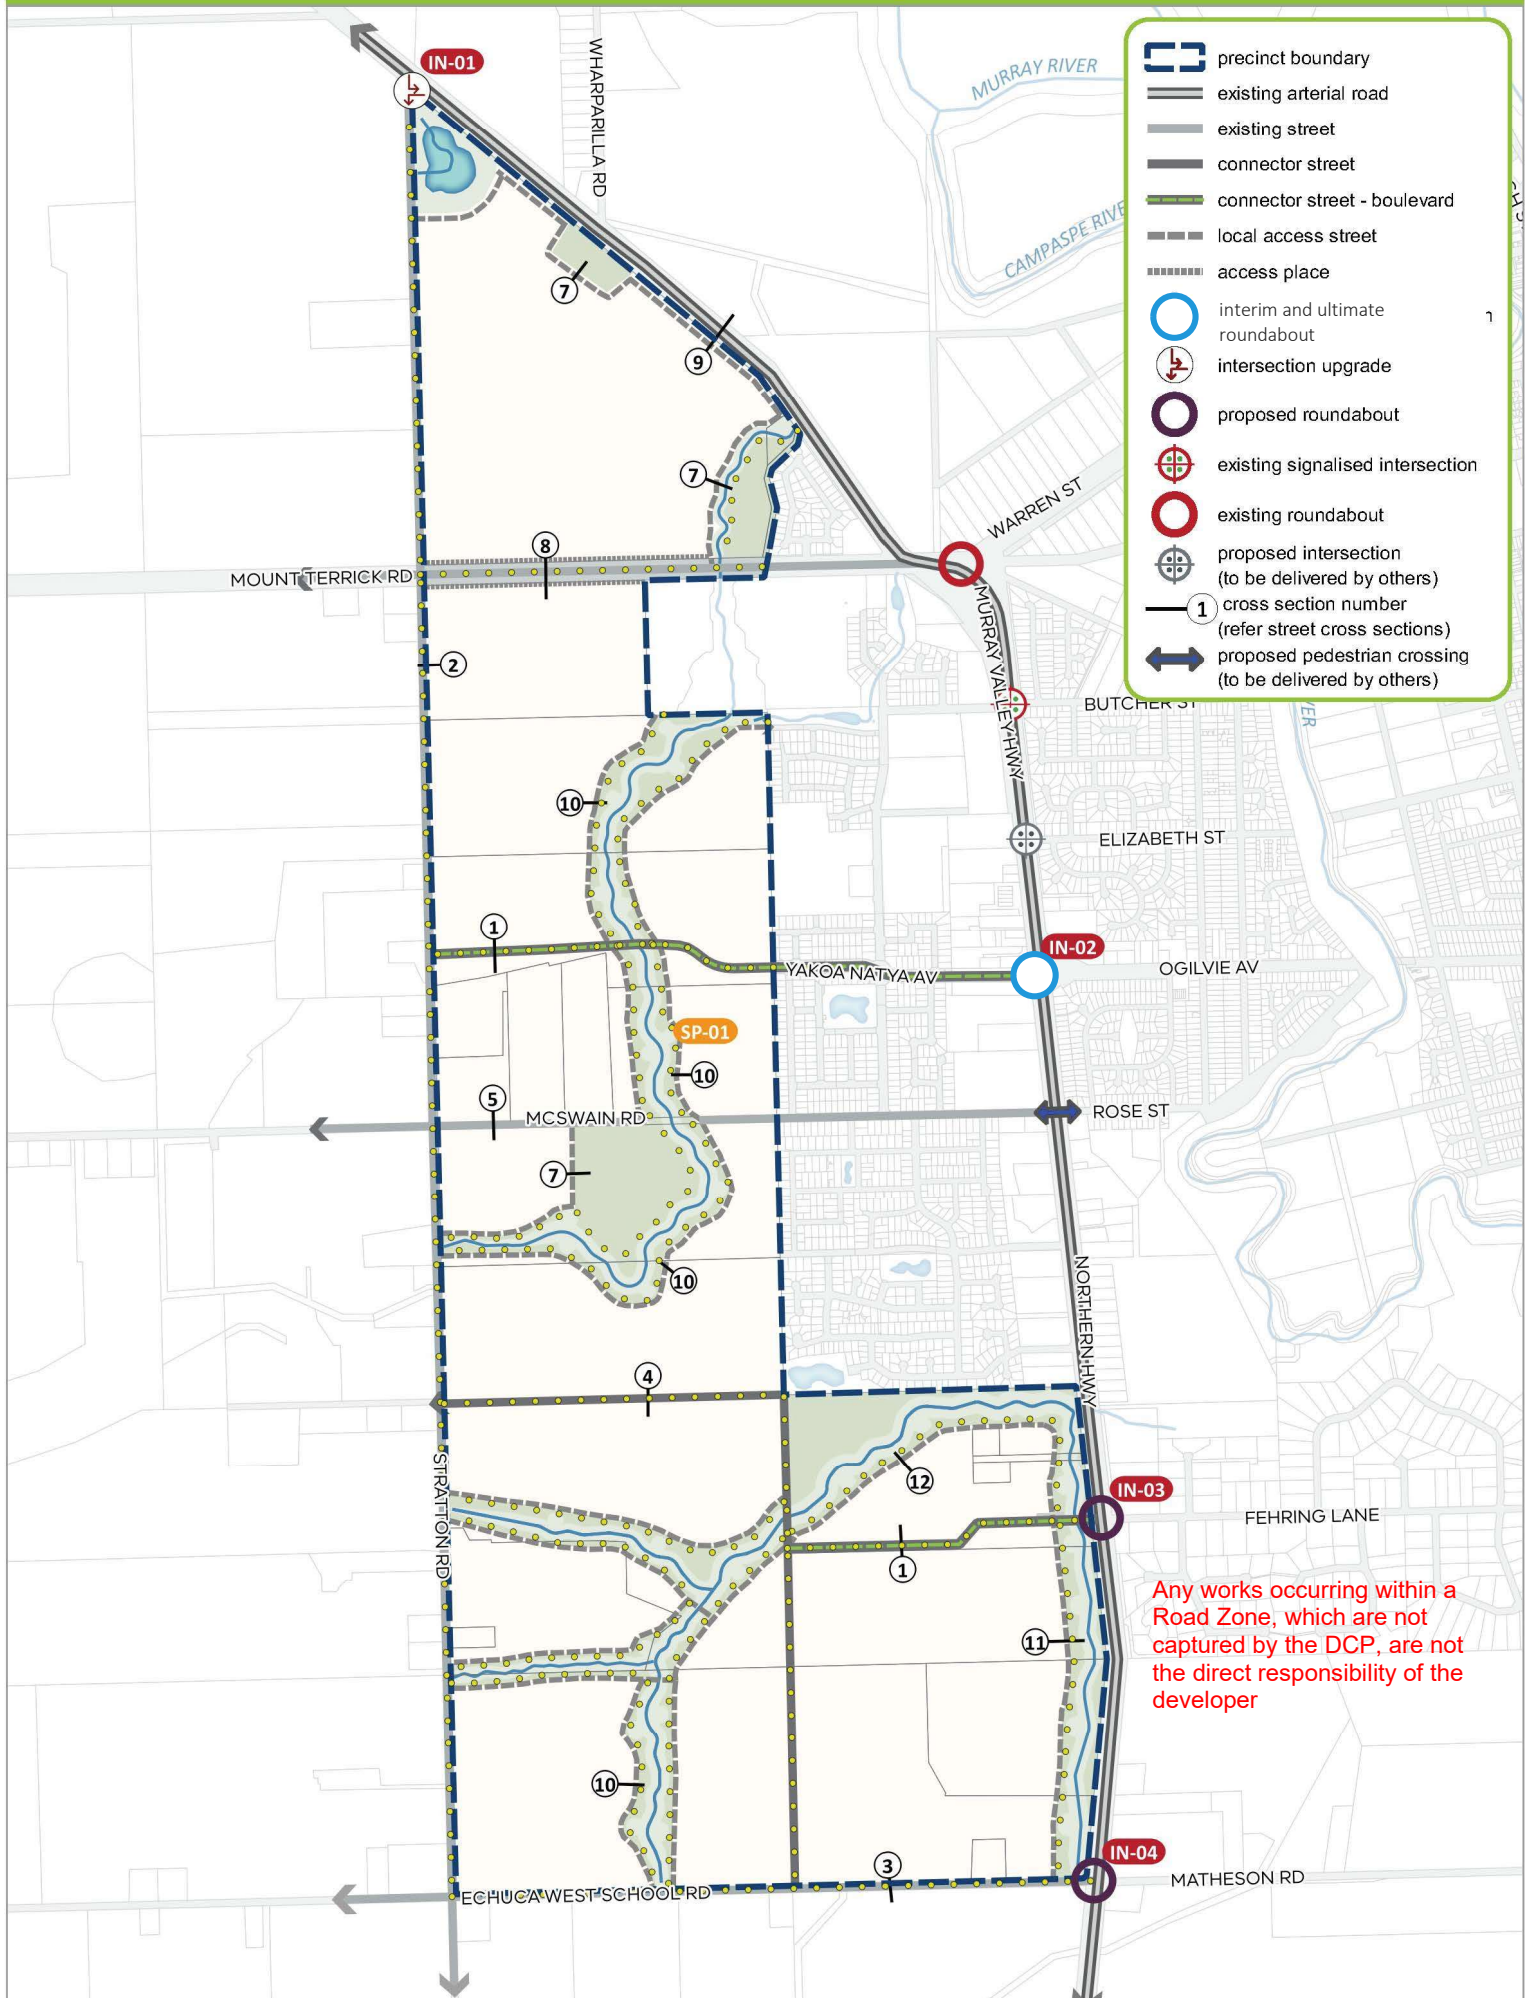 IN-01
WHARPARILLA RD
MURRAY RIVER
CAMPASPE RIVE
precinct boundary
existing arterial road
existing street
connector street
connector street - boulevard
local access street
access place
interim and ultimate
roundabout
intersection upgrade
proposed roundabout
existing signalised intersection
existing roundabout
proposed intersection
(to be delivered by others)
1 cross section number
(refer street cross sections)
proposed pedestrian crossing
(to be delivered by others)
7
9
7
WARREN ST
8
MOUNT TERRICK RD
MURRAY VALLEY HWY
2
BUTCHER ST
VER
10
ELIZABETH ST
1
IN-02
YAKOA NATYA AV
OGILVIE AV
SP-01
10
5
MCSWAIN RD
ROSE ST
7
10
NORTHERN HWY
4
STRATTON RD
12
IN-03
FEHRING LANE
1
Any works occurring within a
Road Zone, which are not
captured by the DCP, are not
the direct responsibility of the
developer
11
10
IN-04
3
MATHESON RD
ECHUCA WEST SCHOOL RD